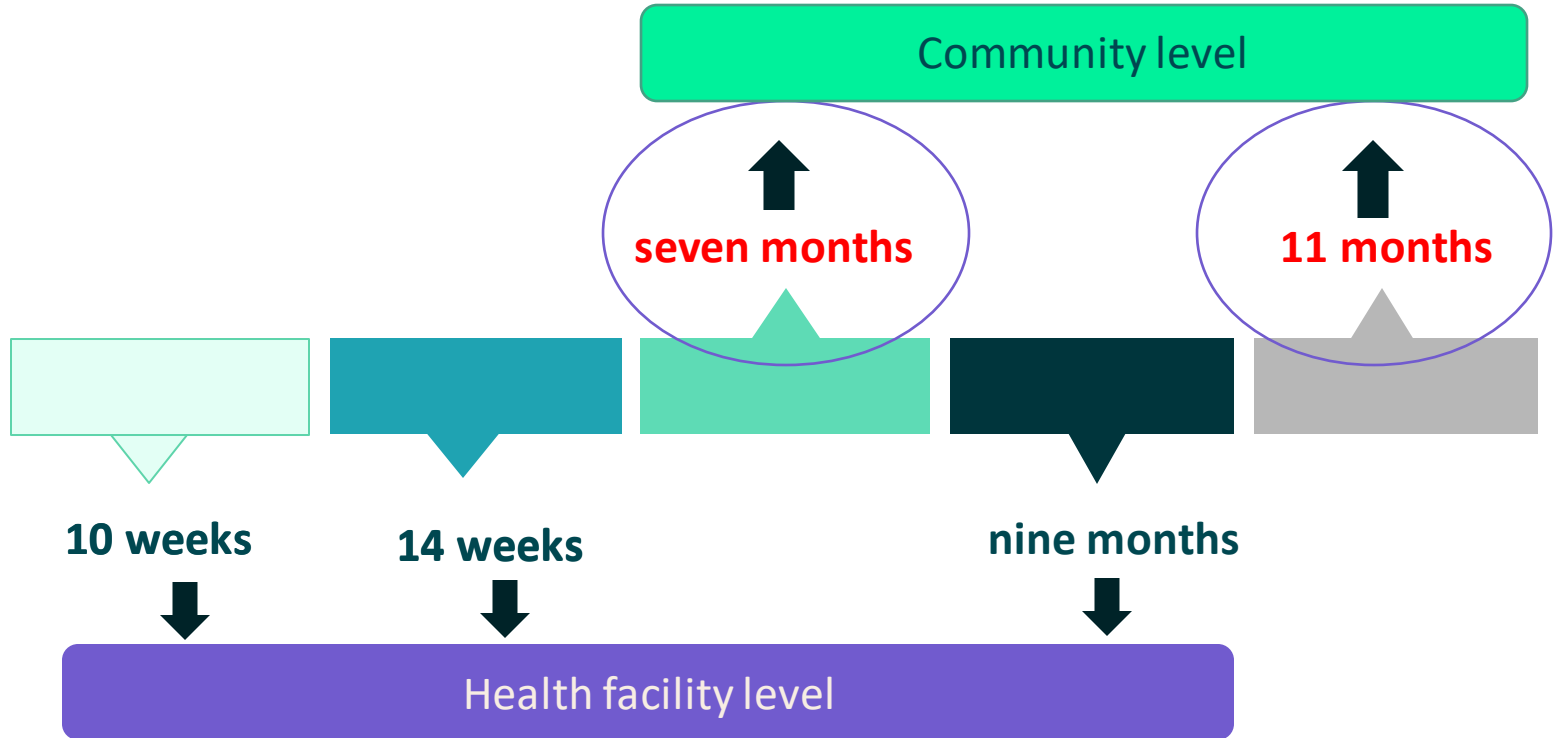 Community level
seven months
11 months
10 weeks
14 weeks
nine months
Health facility level